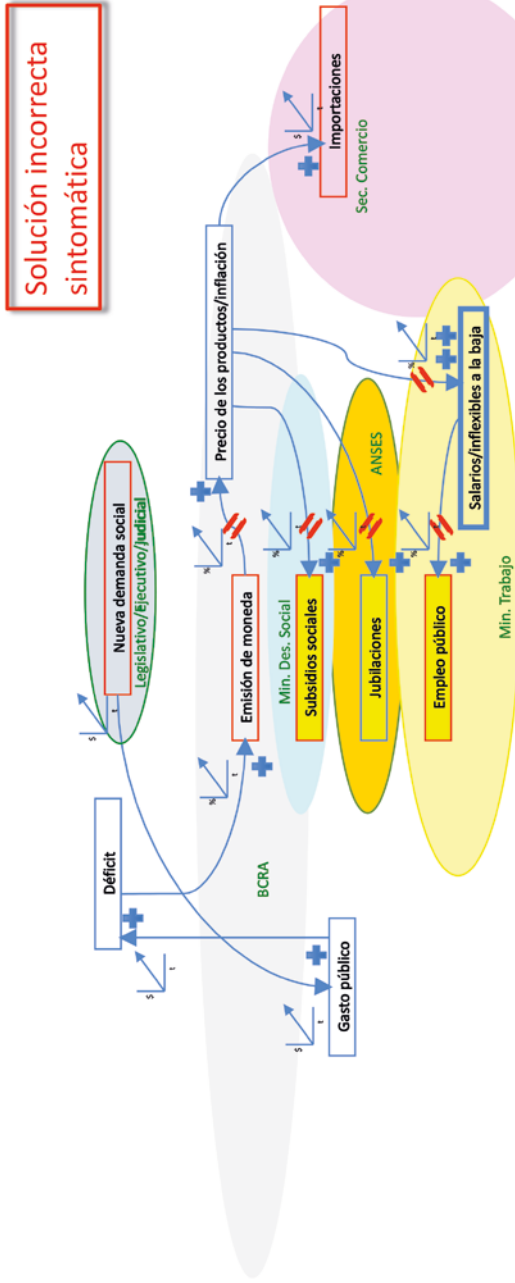 Solución incorrecta
sintomática
Nueva demanda social
Legislativo/Ejecutivo/Judicial
$
t
Déficit
$
t
Gasto público
$
t
BCRA
Emisión de moneda
%
t
Precio de los productos/inflación
%
t
Importaciones
$
t
Sec. Comercio
Min. Des. Social
Subsidios sociales
%
t
ANSES
Jubilaciones
%
Empleo público
%
t
Salarios/inflexibles a la baja
%
Min. Trabajo